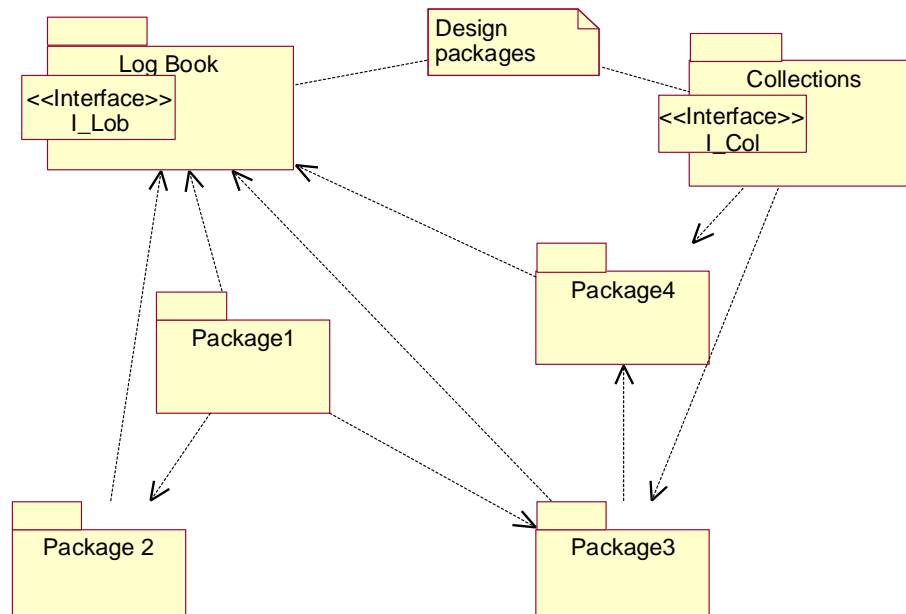 Design
packages
Log Book
<<Interface>>
I_Lob
Collections
<<Interface>>
I_Col
Package4
Package1
Package 2
Package3